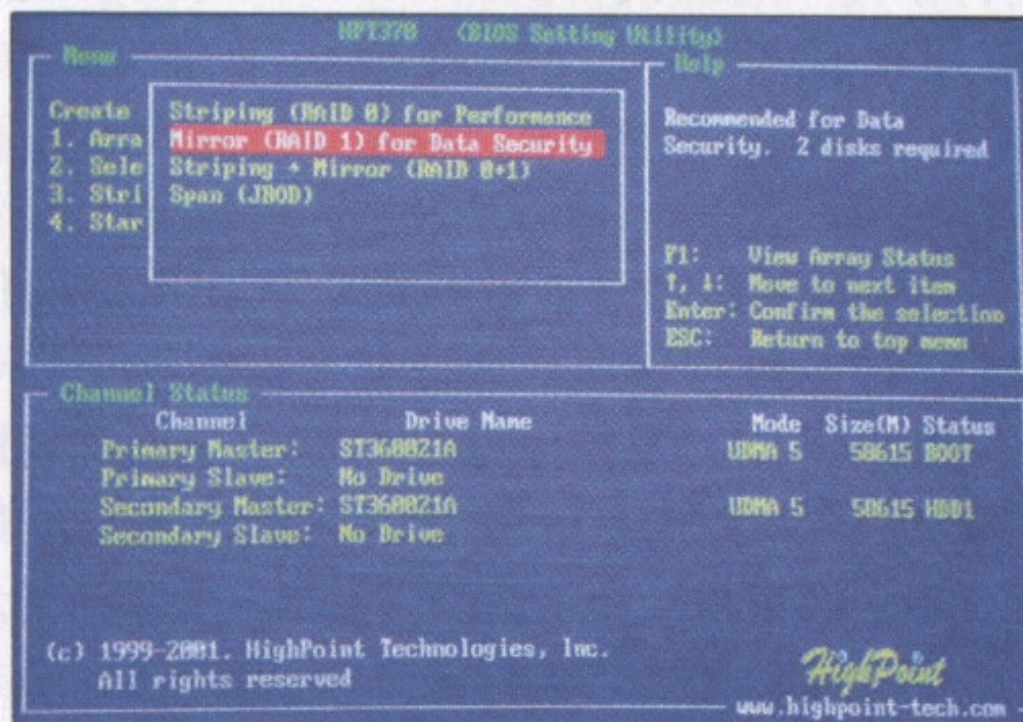 HPT370 (BIOS Setting Utility)
Menu
Create
1. Arra
2. Sele
3. Stri
4. Star
Striping (RAID 0) for Performance
Mirror (RAID 1) for Data Security
Striping + Mirror (RAID 0+1)
Span (JBOD)
Help
Recommended for Data
Security. 2 disks required
F1: View Array Status
↑, ↓: Move to next item
Enter: Confirm the selection
ESC: Return to top menu
Channel Status
Channel Drive Name Mode Size(M) Status
Primary Master: ST360021A UDMA 5 58615 BOOT
Primary Slave: No Drive
Secondary Master: ST360021A UDMA 5 58615 HDD1
Secondary Slave: No Drive
(c) 1999-2001. HighPoint Technologies, Inc.
All rights reserved
HighPoint
www.highpoint-tech.com